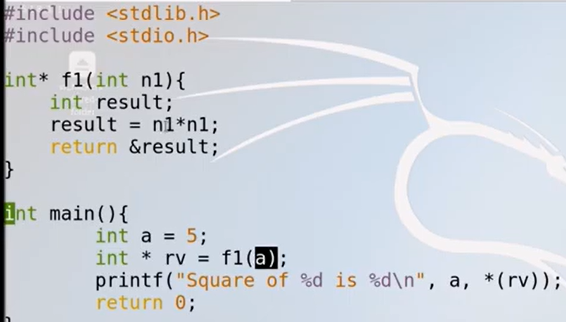 #include <stdlib.h>
#include <stdio.h>
int* f1(int n1){
int result;
result = n1*n1;
return &result;
}
int main(){
int a = 5;
int * rv = f1(a);
printf("Square of %d is %d\n", a, *(rv));
return 0;
}